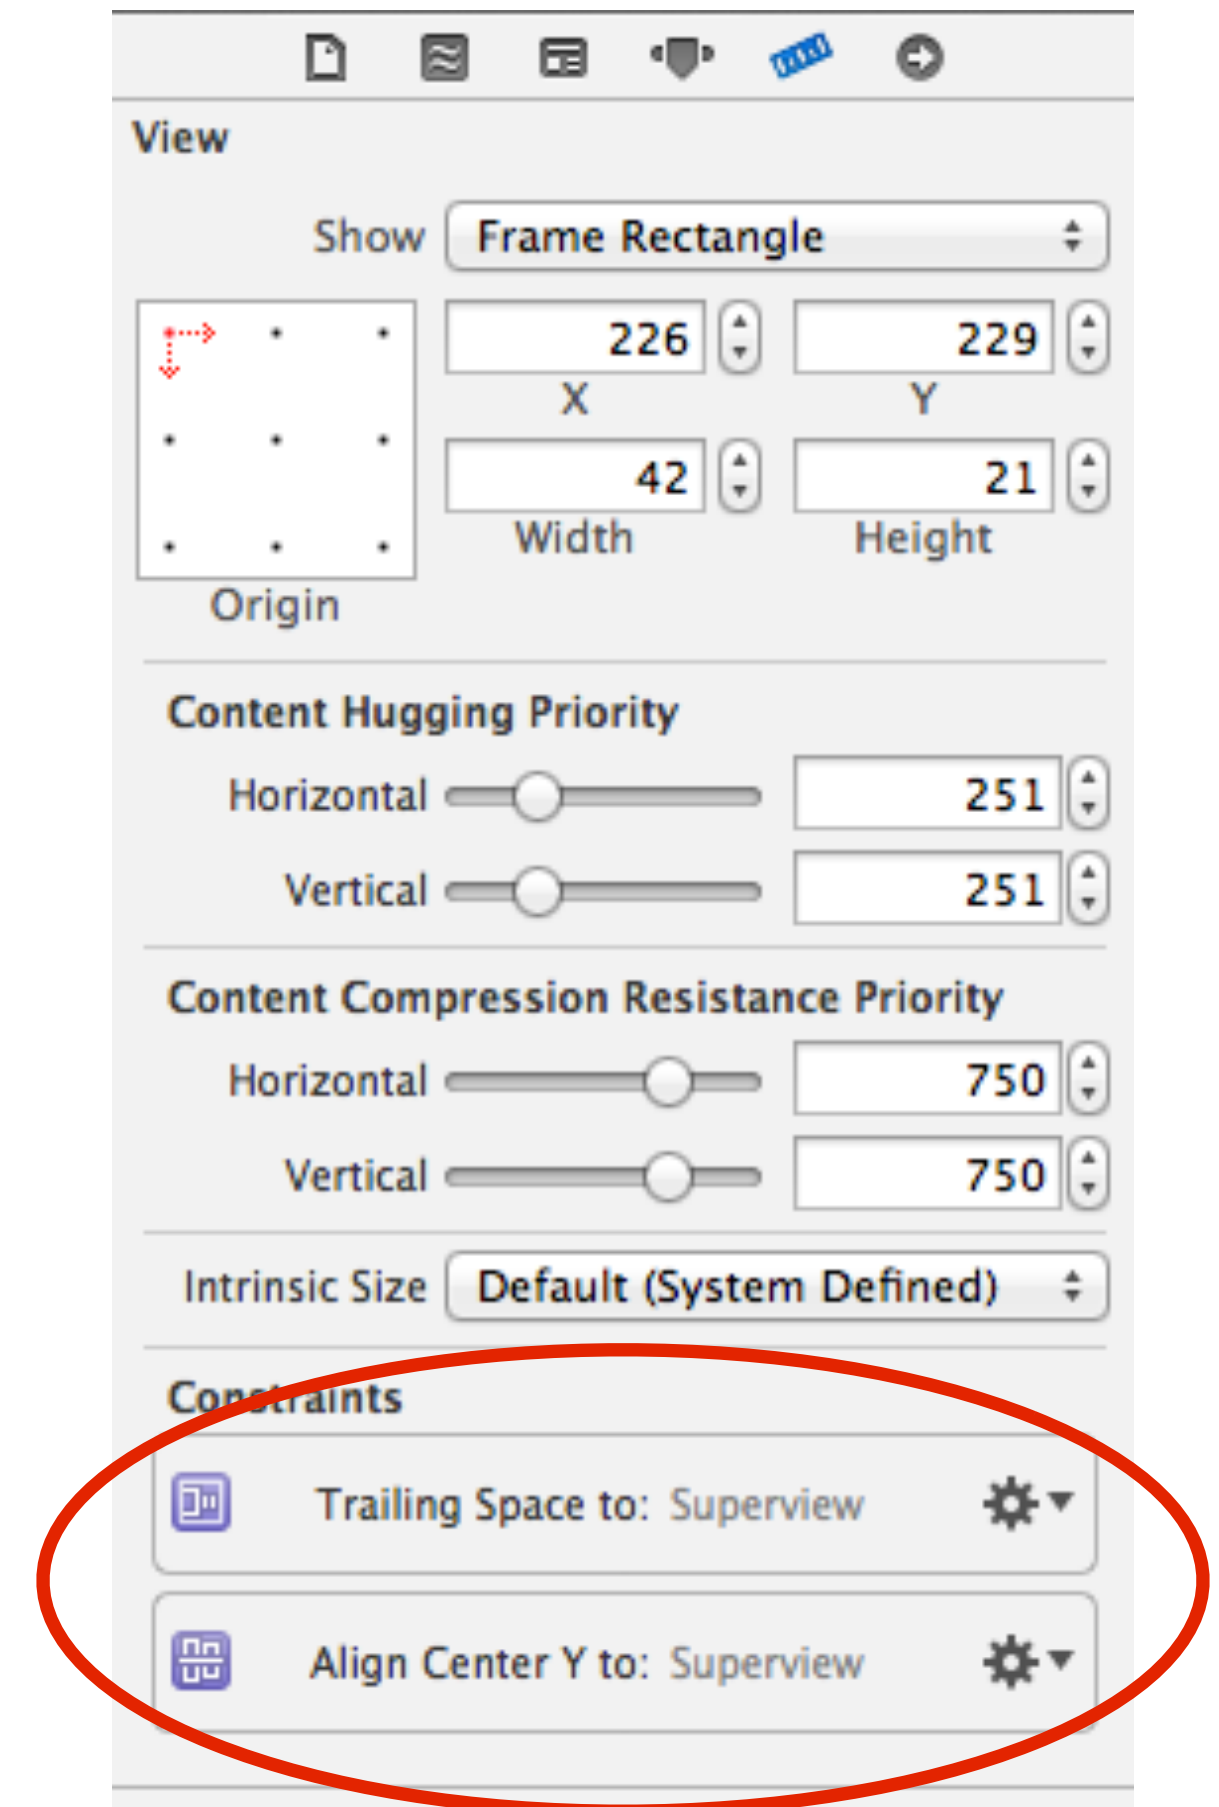 View
Show Frame Rectangle
226 229
X Y
42 21
Width Height
Origin
Content Hugging Priority
Horizontal 251
Vertical 251
Content Compression Resistance Priority
Horizontal 750
Vertical 750
Intrinsic Size Default (System Defined)
Constraints
Trailing Space to: Superview
Align Center Y to: Superview